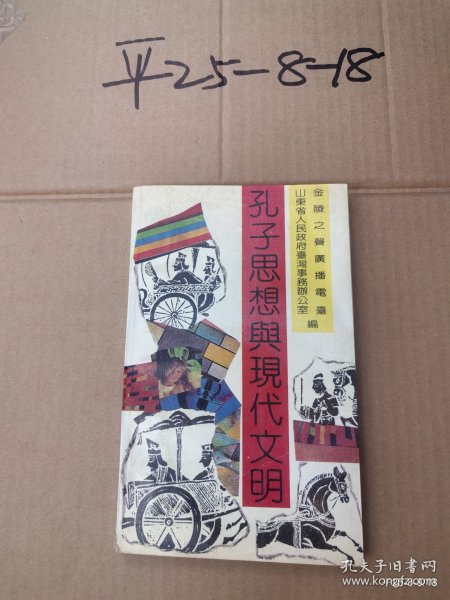 平25-8-18
金陵之聲廣播電臺 編
山東省人民政府臺灣事務辦公室
孔子思想與現代文明
孔夫子旧书网
www.kongfz.com